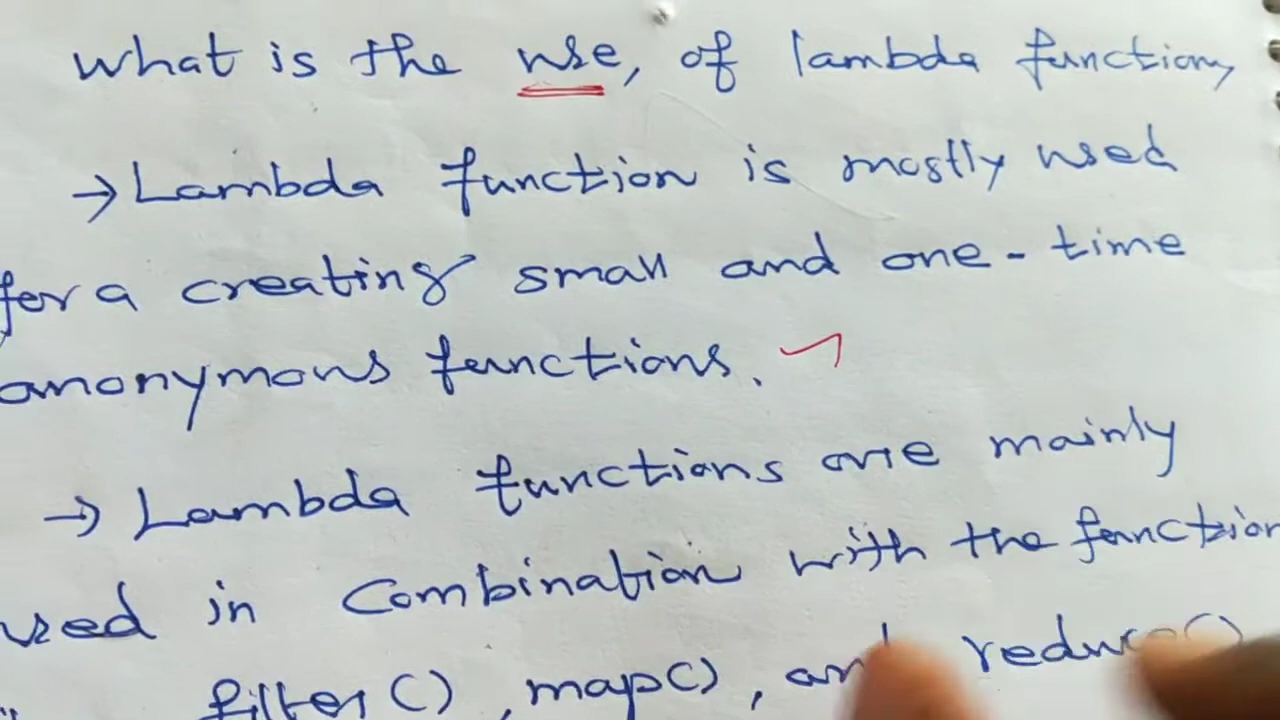 what is the use, of lambda function,
→ Lambda function is mostly used
for a creating small and one-time
anonymous functions.
→ Lambda functions are mainly
used in Combination with the function
filter(), map(), and reduce()